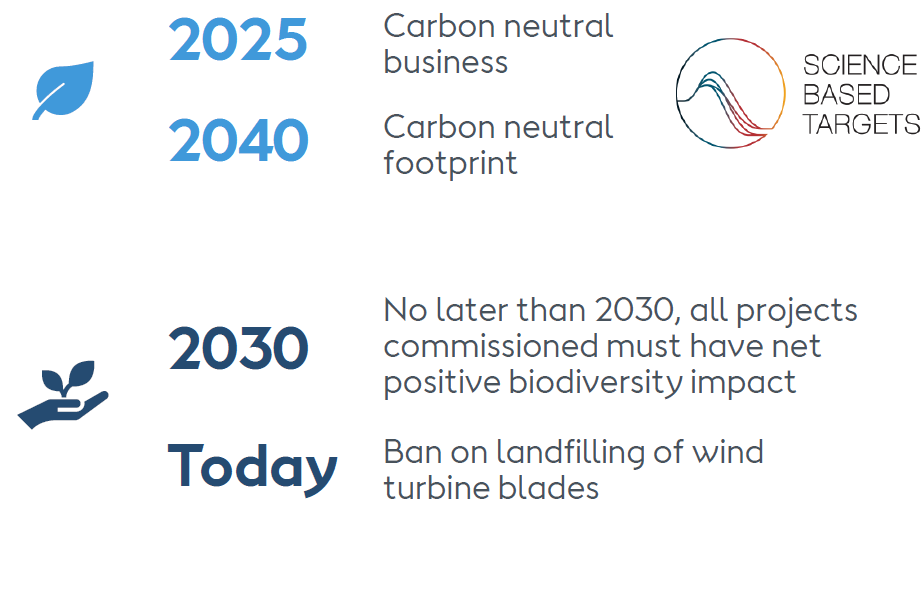 2025
Carbon neutral
business
SCIENCE
BASED
TARGETS
2040
Carbon neutral
footprint
2030
No later than 2030, all projects
commissioned must have net
positive biodiversity impact
Today
Ban on landfilling of wind
turbine blades